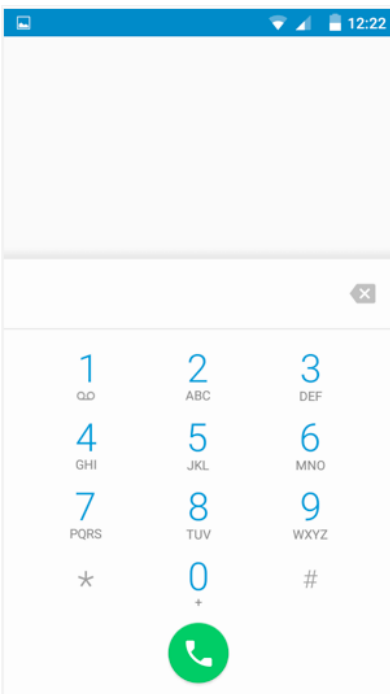 12:22
1 2 3
ABC DEF
4 5 6
GHI JKL MNO
7 8 9
PQRS TUV WXYZ
* 0 #
+